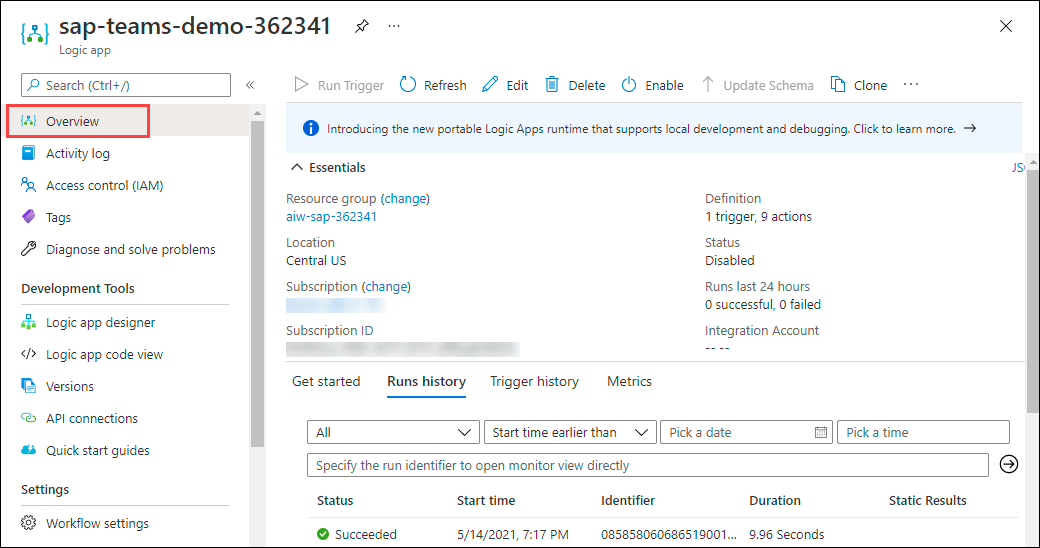 sap-teams-demo-362341
Logic app
Search (Ctrl+/)
Overview
Activity log
Access control (IAM)
Tags
Diagnose and solve problems
Development Tools
Logic app designer
Logic app code view
Versions
API connections
Quick start guides
Settings
Workflow settings
Run Trigger Refresh Edit Delete Enable Update Schema Clone
Introducing the new portable Logic Apps runtime that supports local development and debugging. Click to learn more. →
Essentials
Resource group (change)
aiw-sap-362341
Location
Central US
Subscription (change)
Subscription ID
Definition
1 trigger, 9 actions
Status
Disabled
Runs last 24 hours
0 successful, 0 failed
Integration Account
-- --
Get started Runs history Trigger history Metrics
All Start time earlier than Pick a date Pick a time
Specify the run identifier to open monitor view directly
Status Start time Identifier Duration Static Results
Succeeded 5/14/2021, 7:17 PM 085858060686519001... 9.96 Seconds